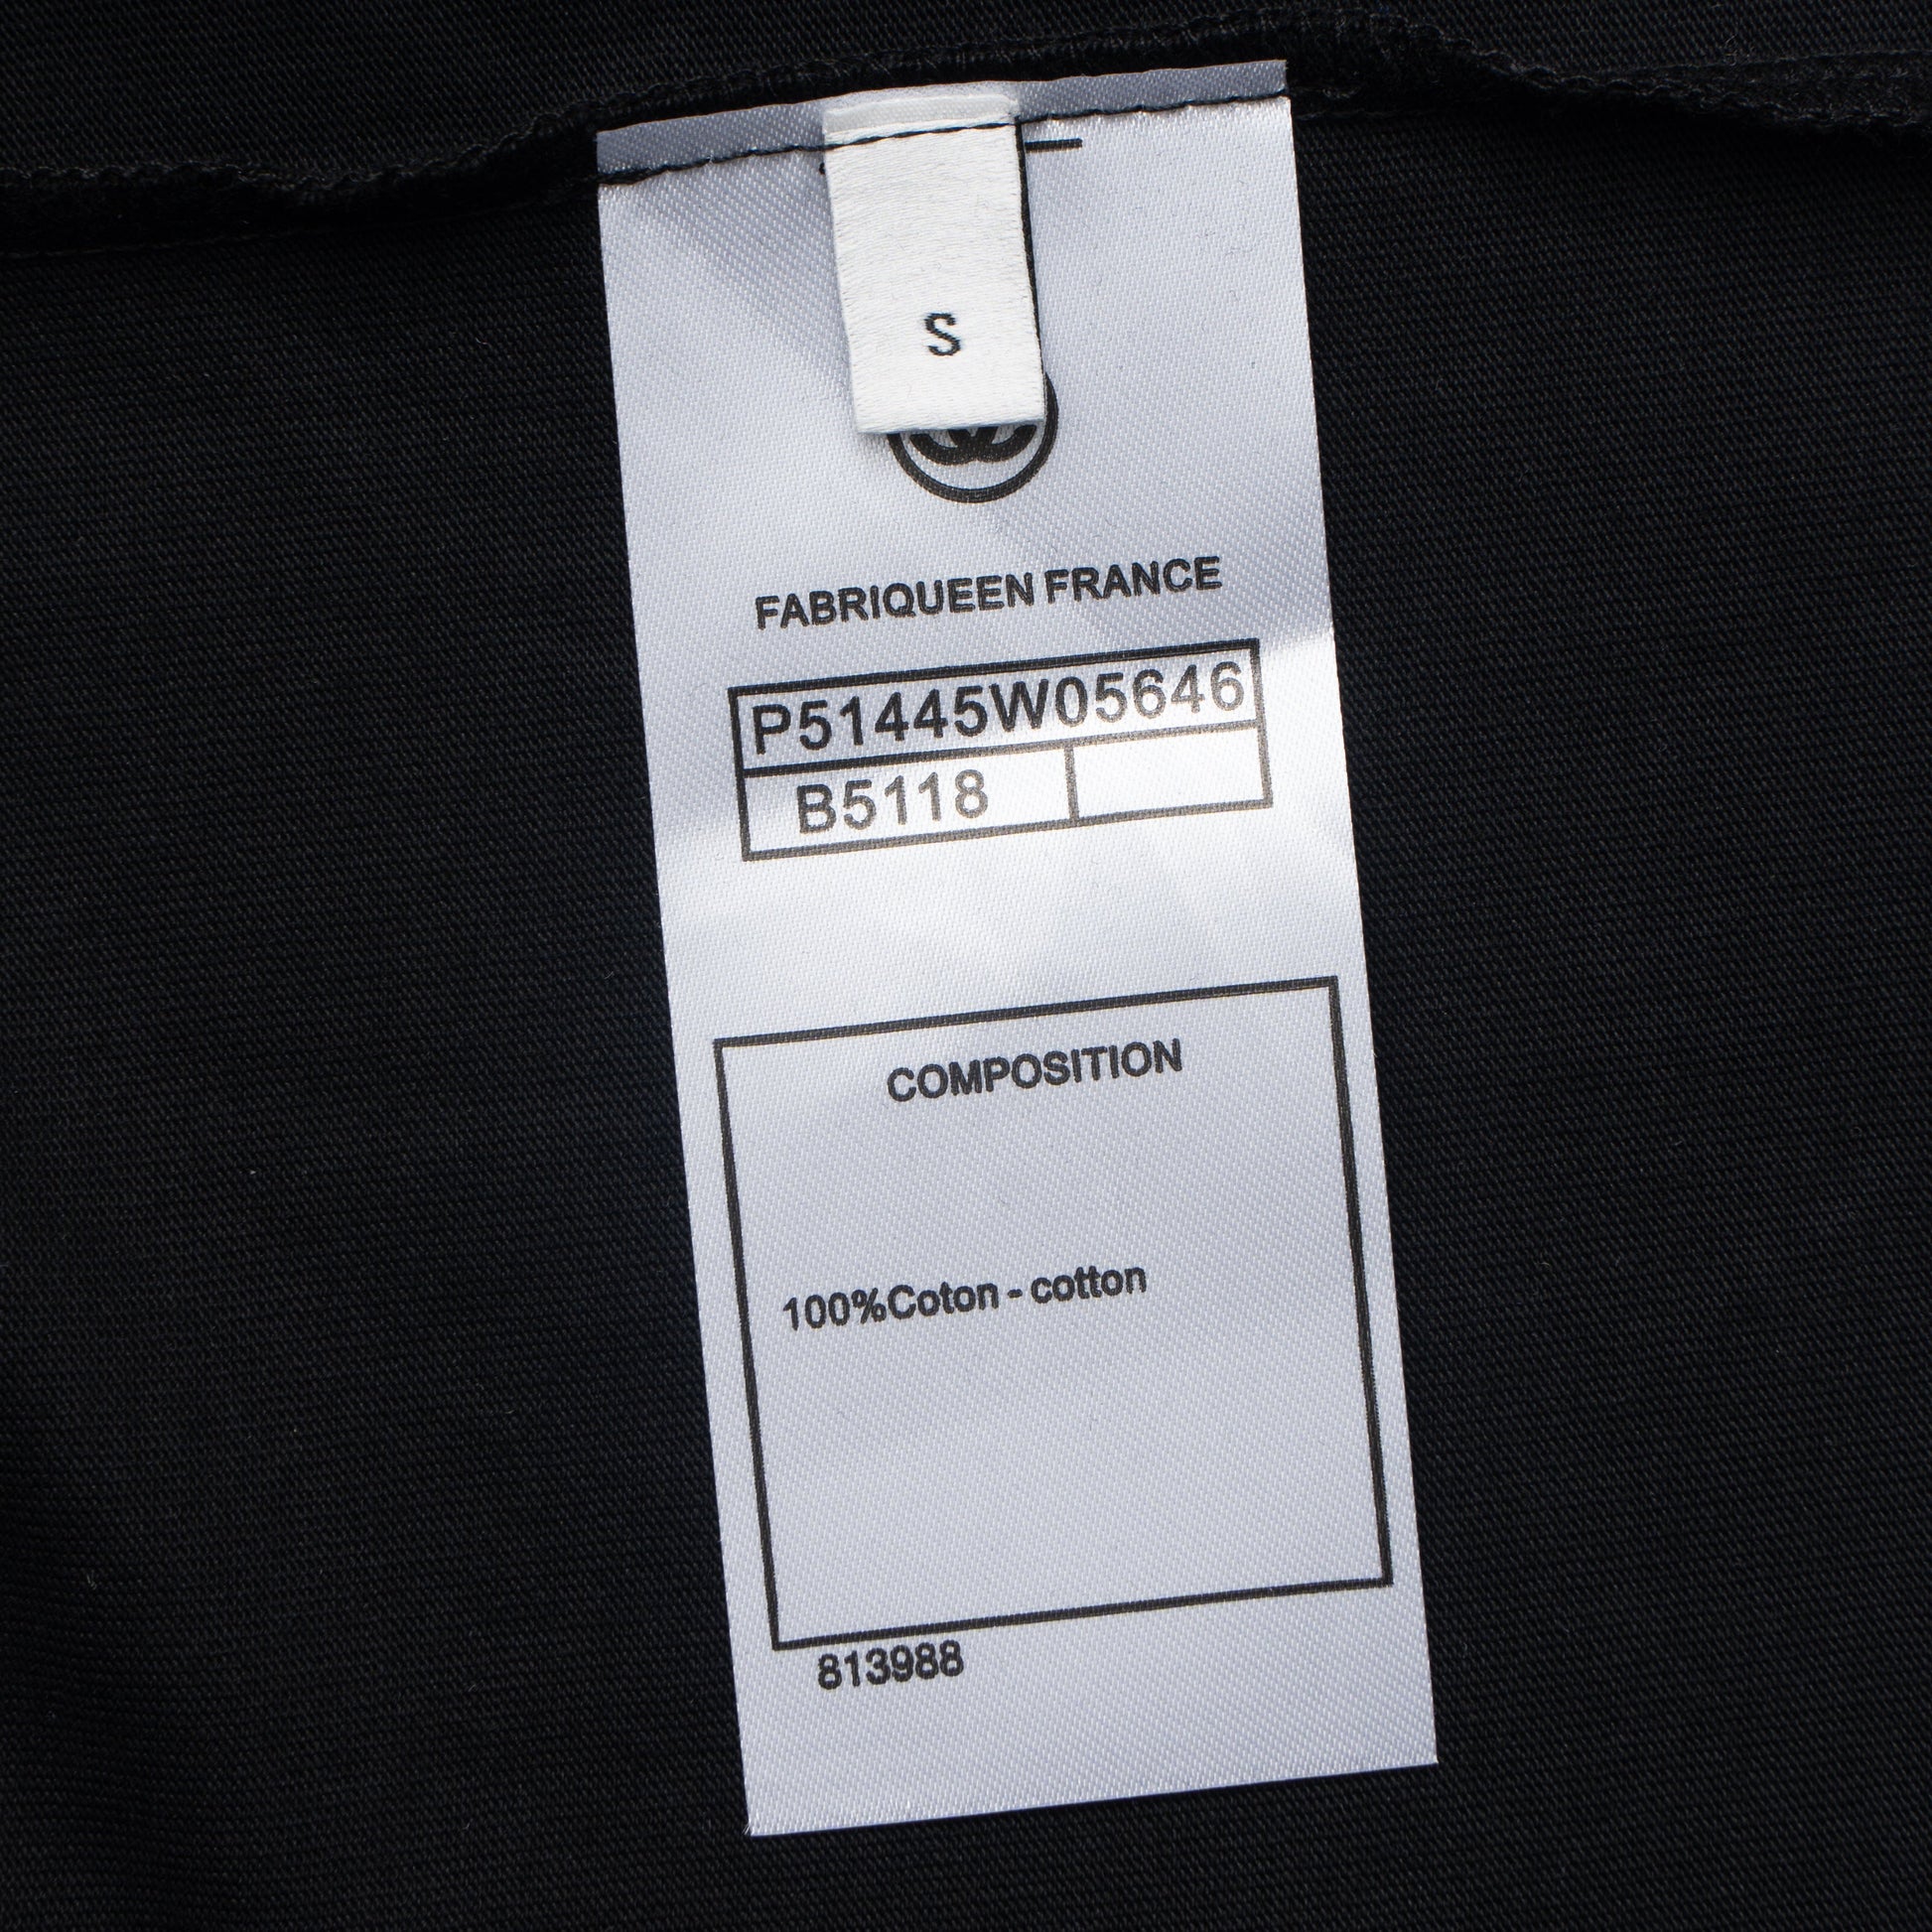 S
FABRIQUEEN FRANCE
P51445W05646
B5118
COMPOSITION
100%Coton - cotton
813988